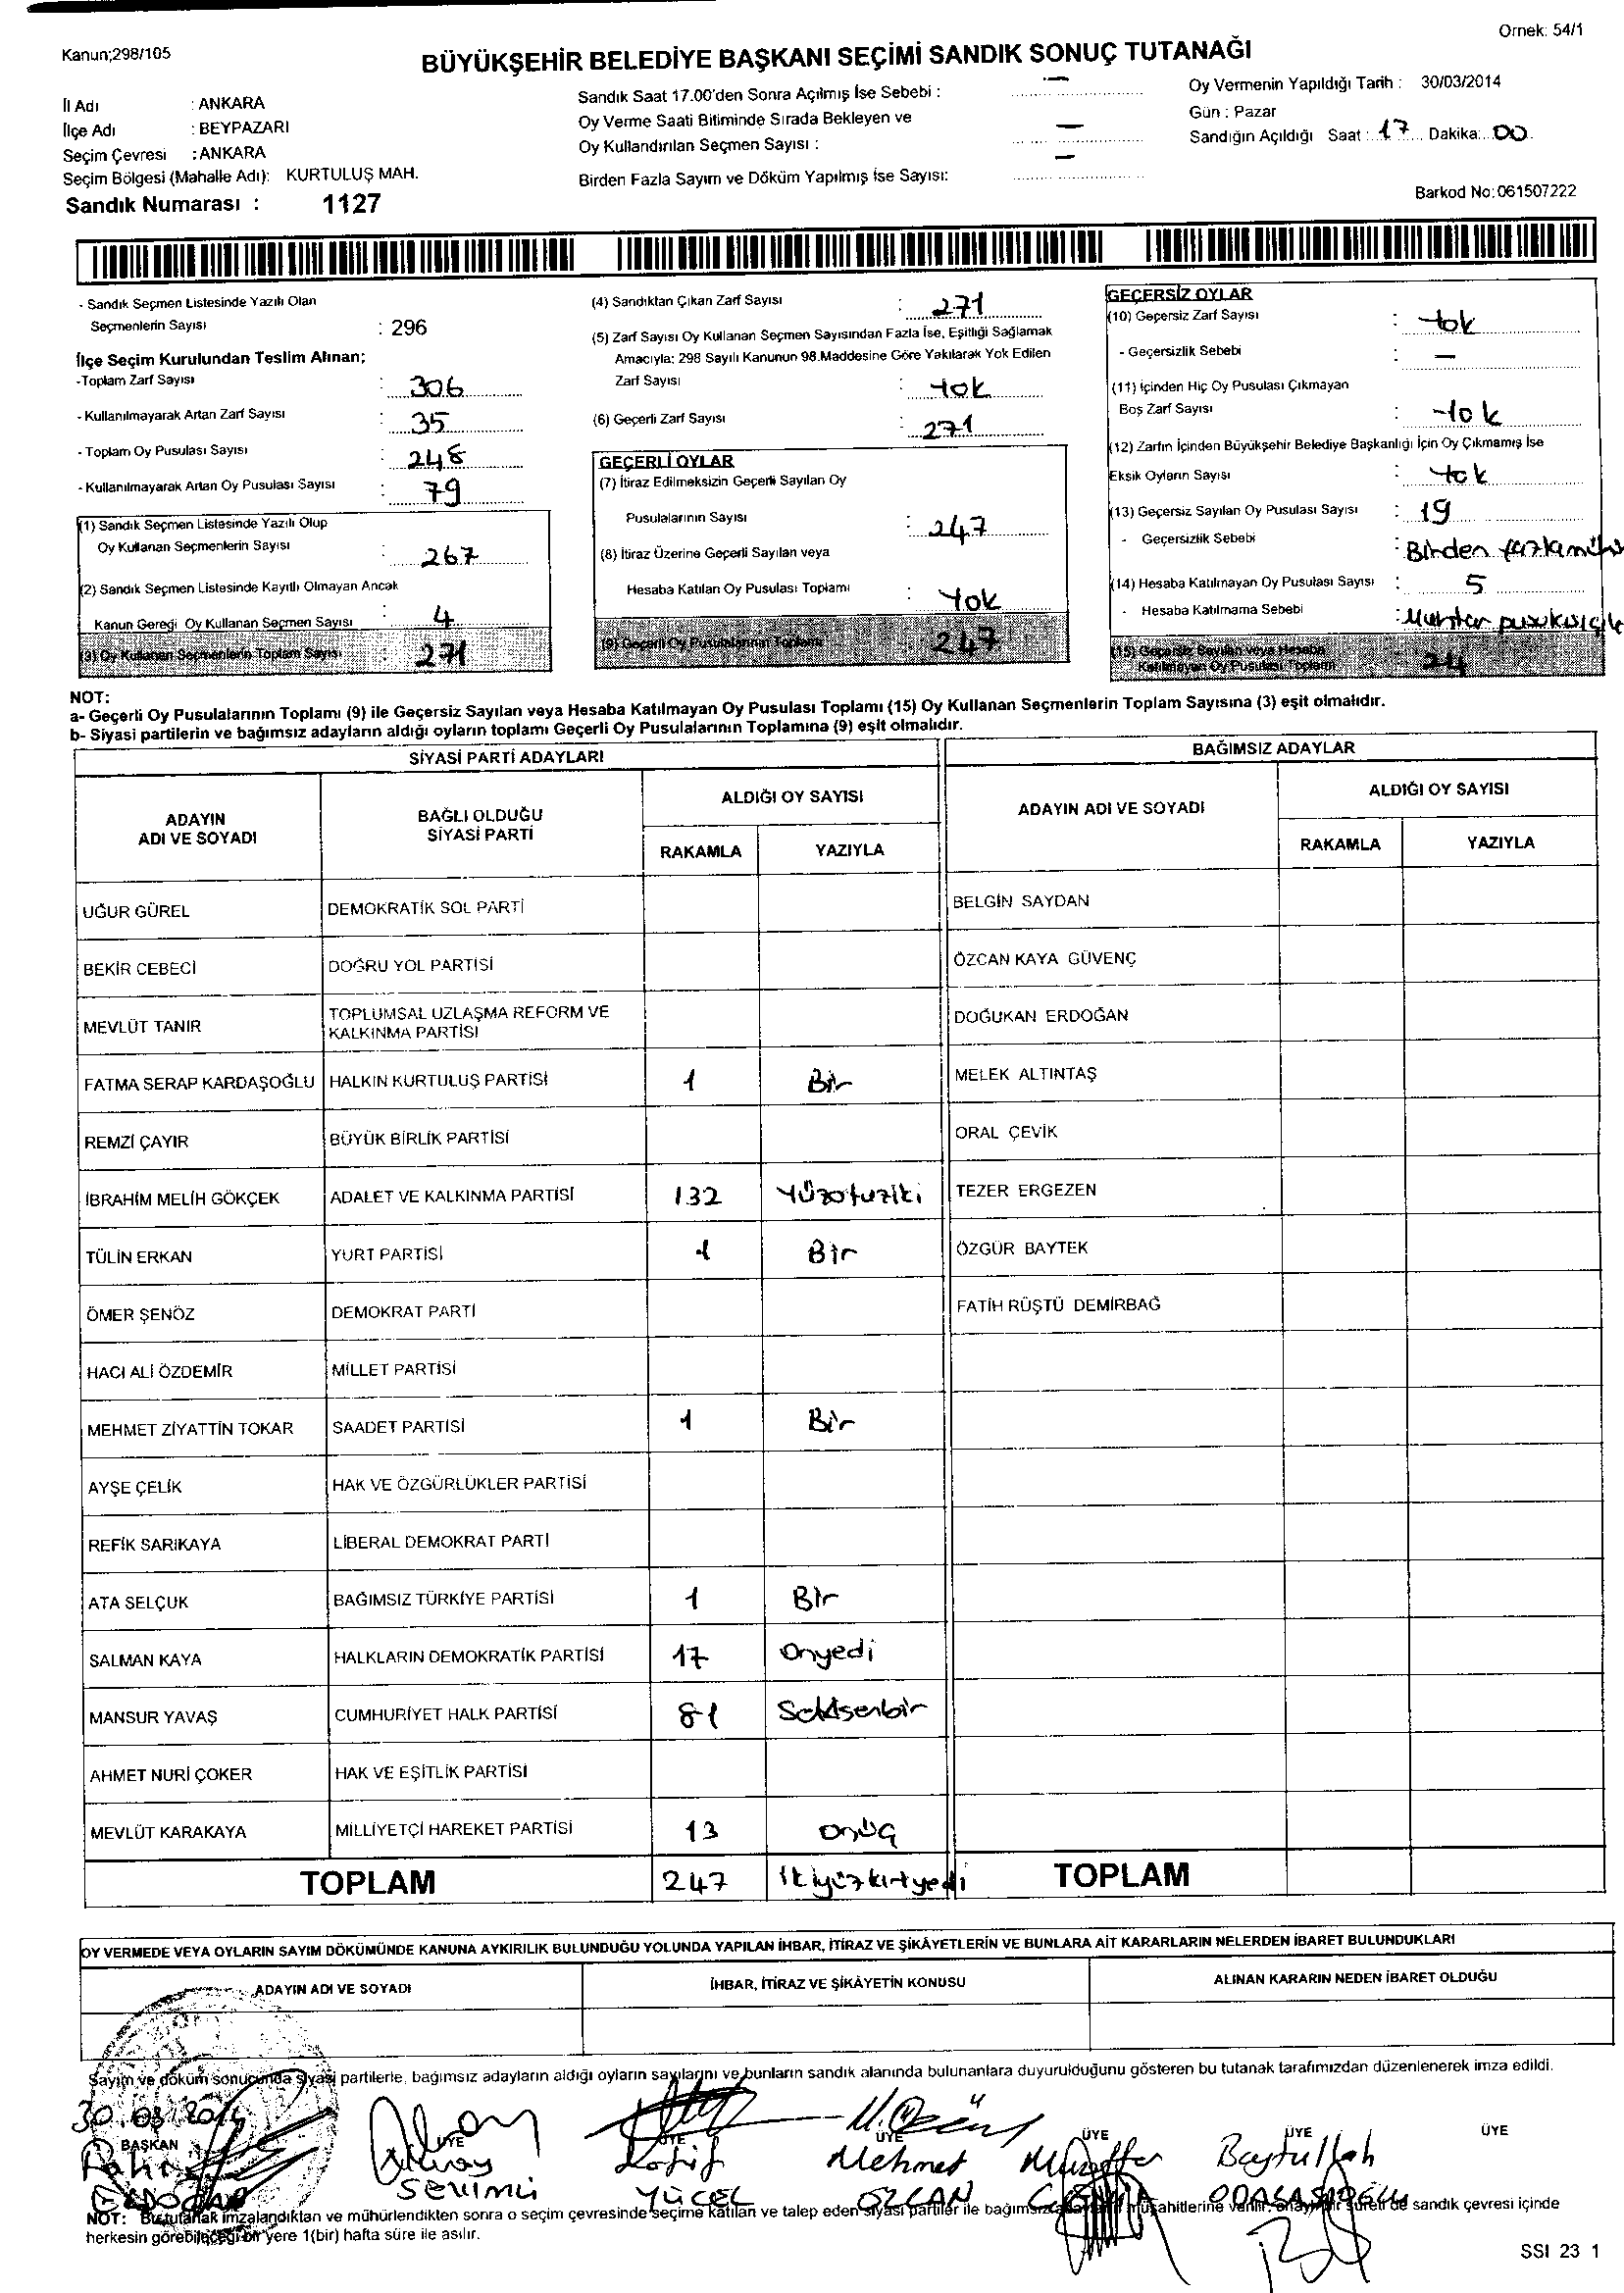 Kanun;298/105
Ornek: 54/1
BÜYÜKŞEHİR BELEDİYE BAŞKANI SEÇİMİ SANDIK SONUÇ TUTANAĞI
İl Adı : ANKARA
İlçe Adı : BEYPAZARI
Seçim Çevresi : ANKARA
Seçim Bölgesi (Mahalle Adı): KURTULUŞ MAH.
Sandık Numarası : 1127
Sandık Saat 17.00'den Sonra Açılmış İse Sebebi : —
Oy Verme Saati Bitiminde Sırada Bekleyen ve
Oy Kullandırılan Seçmen Sayısı : —
Birden Fazla Sayım ve Döküm Yapılmış İse Sayısı: —
Oy Vermenin Yapıldığı Tarih : 30/03/2014
Gün : Pazar
Sandığın Açıldığı Saat : 17 Dakika: 00
Barkod No:061507222
- Sandık Seçmen Listesinde Yazılı Olan
Seçmenlerin Sayısı : 296
İlçe Seçim Kurulundan Teslim Alınan;
-Toplam Zarf Sayısı : 306
- Kullanılmayarak Artan Zarf Sayısı : 35
- Toplam Oy Pusulası Sayısı : 248
- Kullanılmayarak Artan Oy Pusulası Sayısı : 79
(1) Sandık Seçmen Listesinde Yazılı Olup
Oy Kullanan Seçmenlerin Sayısı : 267
(2) Sandık Seçmen Listesinde Kayıtlı Olmayan Ancak
Kanun Gereği Oy Kullanan Seçmen Sayısı : 4
(3) Oy Kullanan Seçmenlerin Toplam Sayısı : 271
(4) Sandıktan Çıkan Zarf Sayısı : 271
(5) Zarf Sayısı Oy Kullanan Seçmen Sayısından Fazla İse, Eşitliği Sağlamak
Amacıyla; 298 Sayılı Kanunun 98.Maddesine Göre Yakılarak Yok Edilen
Zarf Sayısı : Yok
(6) Geçerli Zarf Sayısı : 271
GEÇERLİ OYLAR
(7) İtiraz Edilmeksizin Geçerli Sayılan Oy
Pusulalarının Sayısı : 247
(8) İtiraz Üzerine Geçerli Sayılan veya
Hesaba Katılan Oy Pusulası Toplamı : Yok
(9) Geçerli Oy Pusulalarının Toplamı : 247
GEÇERSİZ OYLAR
(10) Geçersiz Zarf Sayısı : Yok
- Geçersizlik Sebebi : —
(11) İçinden Hiç Oy Pusulası Çıkmayan
Boş Zarf Sayısı : Yok
(12) Zarfın İçinden Büyükşehir Belediye Başkanlığı İçin Oy Çıkmamış İse
Eksik Oyların Sayısı : Yok
(13) Geçersiz Sayılan Oy Pusulası Sayısı : 19
- Geçersizlik Sebebi : Birden fazla
(14) Hesaba Katılmayan Oy Pusulası Sayısı : 5
- Hesaba Katılmama Sebebi : Muhtar
(15) Geçersiz Sayılan veya Hesaba
Katılmayan Oy Pusulası Toplamı : 24
NOT:
a- Geçerli Oy Pusulalarının Toplamı (9) ile Geçersiz Sayılan veya Hesaba Katılmayan Oy Pusulası Toplamı (15) Oy Kullanan Seçmenlerin Toplam Sayısına (3) eşit olmalıdır.
b- Siyasi partilerin ve bağımsız adayların aldığı oyların toplamı Geçerli Oy Pusulalarının Toplamına (9) eşit olmalıdır.
SİYASİ PARTİ ADAYLARI
BAĞIMSIZ ADAYLAR
ADAYIN ADI VE SOYADI
BAĞLI OLDUĞU SİYASİ PARTİ
ALDIĞI OY SAYISI
RAKAMLA YAZIYLA
ADAYIN ADI VE SOYADI
ALDIĞI OY SAYISI
RAKAMLA YAZIYLA
UĞUR GÜREL DEMOKRATİK SOL PARTİ BELGİN SAYDAN
BEKİR CEBECİ DOĞRU YOL PARTİSİ ÖZCAN KAYA GÜVENÇ
MEVLÜT TANIR TOPLUMSAL UZLAŞMA REFORM VE KALKINMA PARTİSİ DOĞUKAN ERDOĞAN
FATMA SERAP KARDAŞOĞLU HALKIN KURTULUŞ PARTİSİ 1 Bir MELEK ALTINTAŞ
REMZİ ÇAYIR BÜYÜK BİRLİK PARTİSİ ORAL ÇEVİK
İBRAHİM MELİH GÖKÇEK ADALET VE KALKINMA PARTİSİ 132 Yüzotuziki TEZER ERGEZEN
TÜLİN ERKAN YURT PARTİSİ 1 Bir ÖZGÜR BAYTEK
ÖMER ŞENÖZ DEMOKRAT PARTİ FATİH RÜŞTÜ DEMİRBAĞ
HACI ALİ ÖZDEMİR MİLLET PARTİSİ
MEHMET ZİYATTİN TOKAR SAADET PARTİSİ 1 Bir
AYŞE ÇELİK HAK VE ÖZGÜRLÜKLER PARTİSİ
REFİK SARIKAYA LİBERAL DEMOKRAT PARTİ
ATA SELÇUK BAĞIMSIZ TÜRKİYE PARTİSİ 1 Bir
SALMAN KAYA HALKLARIN DEMOKRATİK PARTİSİ 17 Onyedi
MANSUR YAVAŞ CUMHURİYET HALK PARTİSİ 81 Seksenbir
AHMET NURİ ÇOKER HAK VE EŞİTLİK PARTİSİ
MEVLÜT KARAKAYA MİLLİYETÇİ HAREKET PARTİSİ 13 Onüç
TOPLAM 247 İkiyüzkırkyedi TOPLAM
OY VERMEDE VEYA OYLARIN SAYIM DÖKÜMÜNDE KANUNA AYKIRILIK BULUNDUĞU YOLUNDA YAPILAN İHBAR, İTİRAZ VE ŞİKÂYETLERİN VE BUNLARA AİT KARARLARIN NELERDEN İBARET BULUNDUKLARI
ADAYIN ADI VE SOYADI İHBAR, İTİRAZ VE ŞİKÂYETİN KONUSU ALINAN KARARIN NEDEN İBARET OLDUĞU
Sayım ve döküm sonucunda siyasi partilerle, bağımsız adayların aldığı oyların sayılarını ve bunların sandık alanında bulunanlara duyurulduğunu gösteren bu tutanak tarafımızdan düzenlenerek imza edildi.
30.03.2014
BAŞKAN ÜYE ÜYE ÜYE ÜYE ÜYE ÜYE
Mehmet Muzaffer Beytullah
SEVİMLİ YÜCEL ÖZCAN
NOT: Bu tutanak imzalandıktan ve mühürlendikten sonra o seçim çevresinde seçime katılan ve talep eden siyasi partiler ile bağımsız müşahitlerine verilir, onaylı bir sureti de sandık çevresi içinde
herkesin görebileceği bir yere 1(bir) hafta süre ile asılır.
SSI 23 1